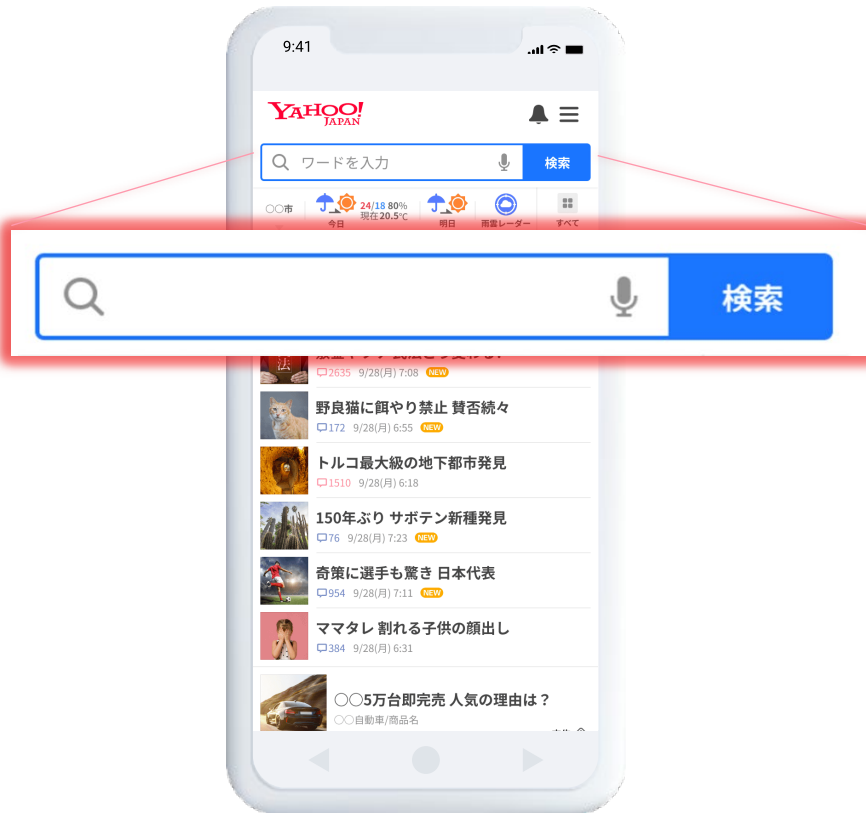 9:41
YAHOO!
JAPAN
ワードを入力
検索
○○市
24/18 80%
現在20.5℃
今日
明日
雨雲レーダー
すべて
検索
法
2635 9/28(月) 7:08 NEW
野良猫に餌やり禁止 賛否続々
172 9/28(月) 6:55 NEW
トルコ最大級の地下都市発見
1510 9/28(月) 6:18
150年ぶり サボテン新種発見
76 9/28(月) 7:23 NEW
奇策に選手も驚き 日本代表
954 9/28(月) 7:11 NEW
ママタレ 割れる子供の顔出し
384 9/28(月) 6:31
○○5万台即完売 人気の理由は？
○○自動車/商品名